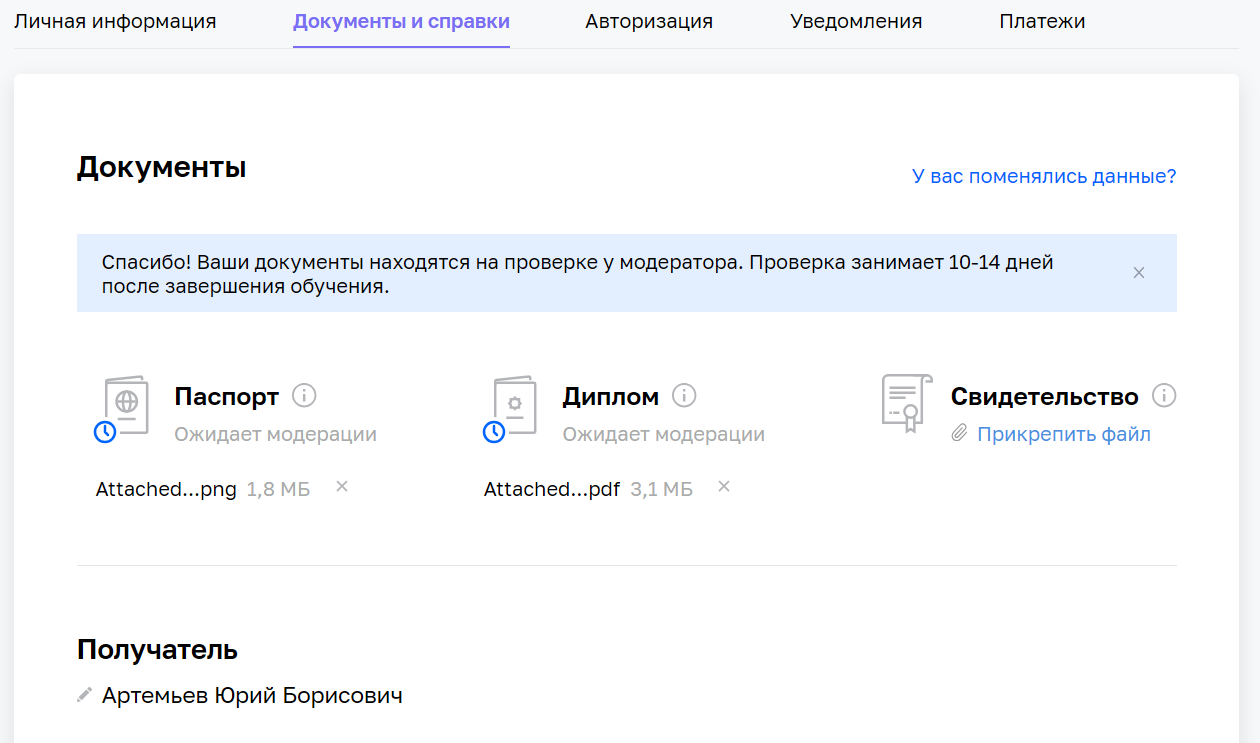 Личная информация Документы и справки Авторизация Уведомления Платежи
Документы
У вас поменялись данные?
Спасибо! Ваши документы находятся на проверке у модератора. Проверка занимает 10-14 дней
после завершения обучения.
Паспорт Диплом Свидетельство
Ожидает модерации Ожидает модерации Прикрепить файл
Attached...png 1,8 МБ Attached...pdf 3,1 МБ
Получатель
Артемьев Юрий Борисович